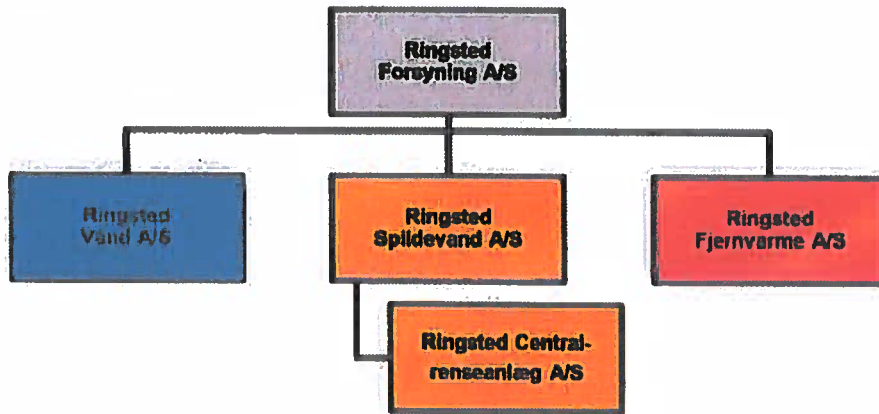 Ringsted
Forsyning A/S
Ringsted
Vand A/S
Ringsted
Spildevand A/S
Ringsted
Fjernvarme A/S
Ringsted Central-
renseanlæg A/S